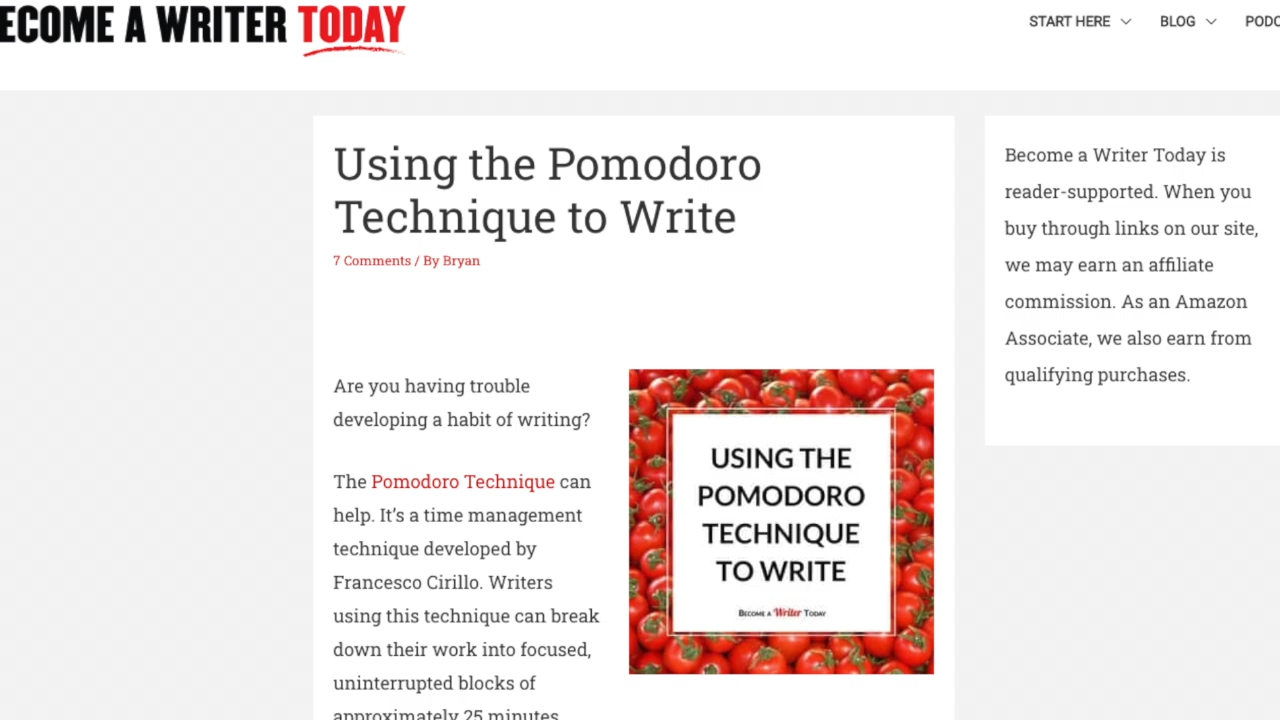 ECOME A WRITER TODAY
START HERE
BLOG
PODC
Using the Pomodoro
Technique to Write
7 Comments / By Bryan
Are you having trouble
developing a habit of writing?
The Pomodoro Technique can
help. It’s a time management
technique developed by
Francesco Cirillo. Writers
using this technique can break
down their work into focused,
uninterrupted blocks of
approximately 25 minutes
USING THE
POMODORO
TECHNIQUE
TO WRITE
BECOME A Writer TODAY
Become a Writer Today is
reader-supported. When you
buy through links on our site,
we may earn an affiliate
commission. As an Amazon
Associate, we also earn from
qualifying purchases.